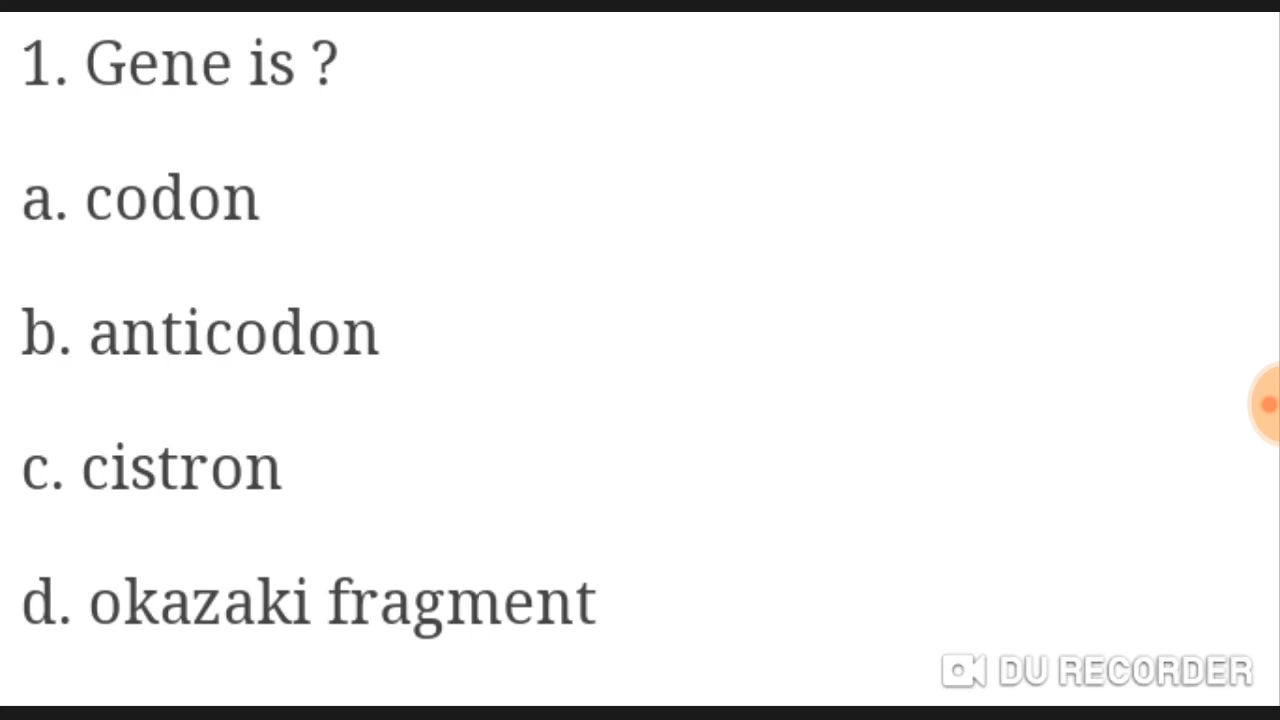 1. Gene is ?
a. codon
b. anticodon
c. cistron
d. okazaki fragment
DU RECORDER